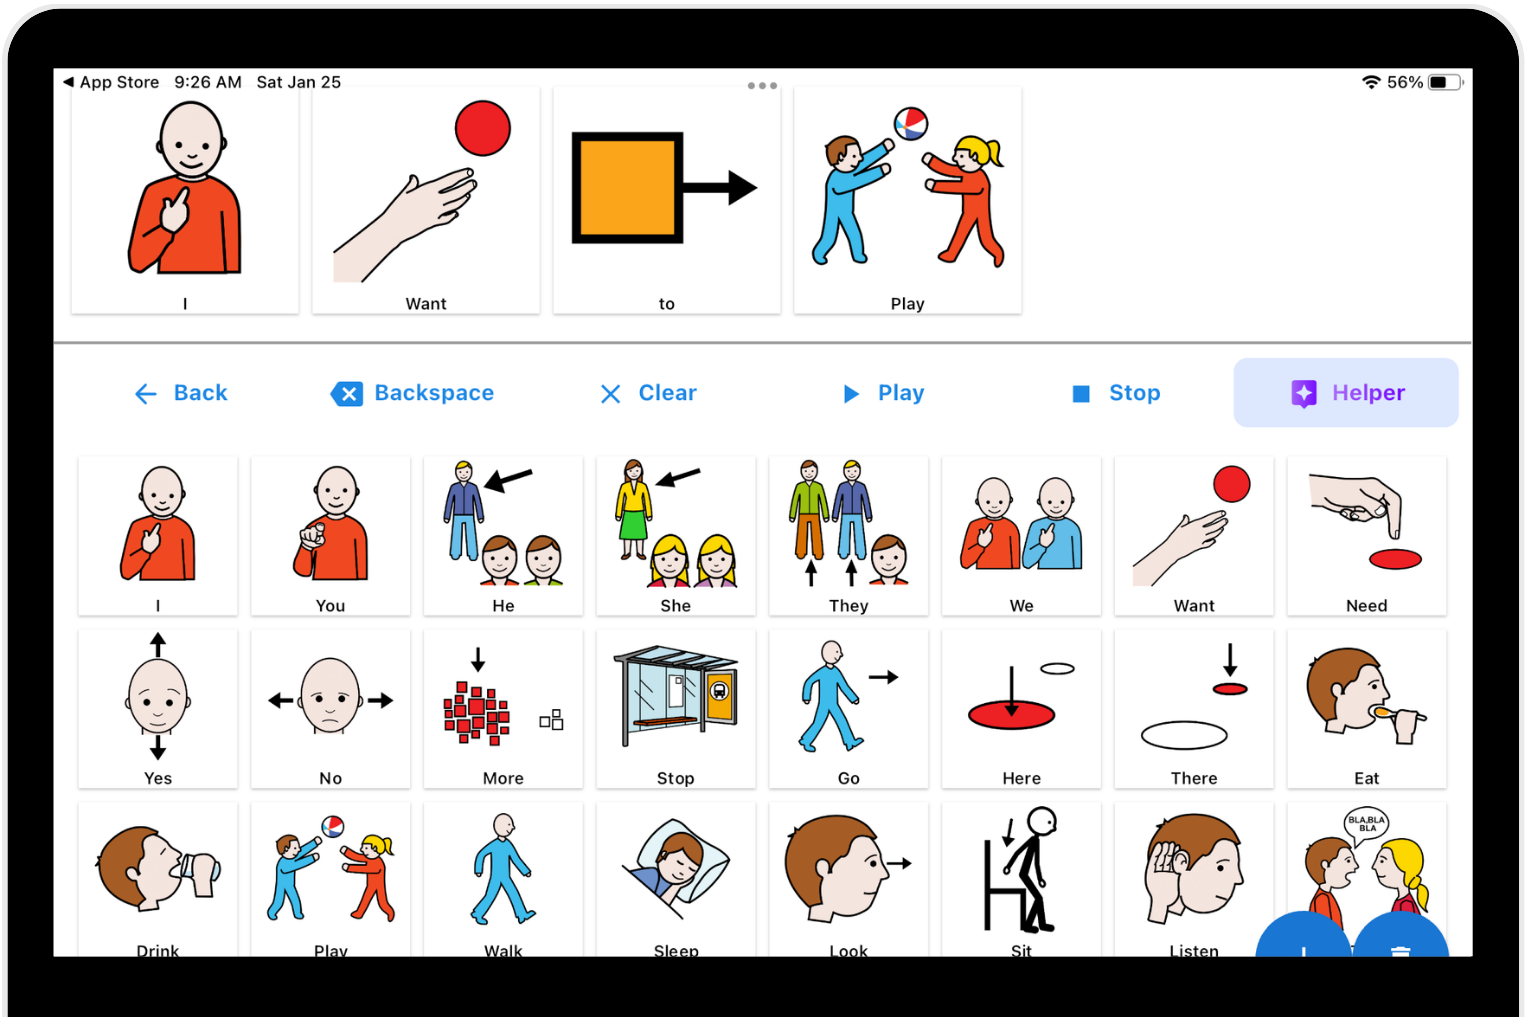 ◀ App Store 9:26 AM Sat Jan 25 56%
I Want to Play
Back Backspace Clear Play Stop Helper
I You He She They We Want Need
Yes No More Stop Go Here There Eat
BLA,BLA
BLA
Drink Play Walk Sleep Look Sit Listen